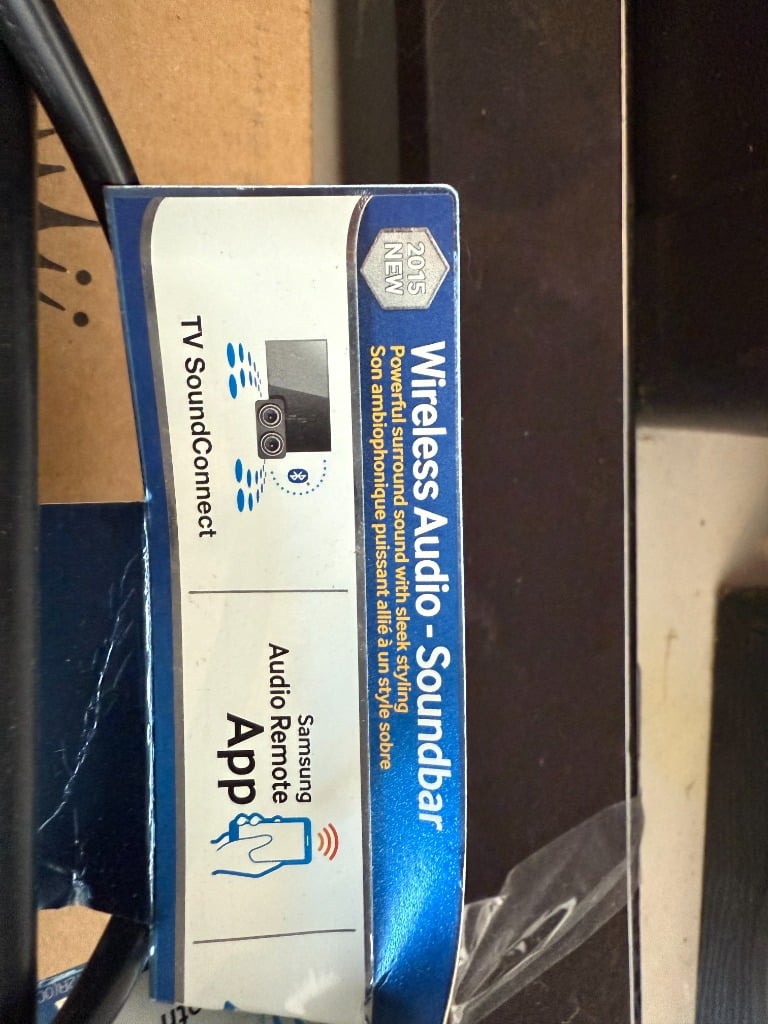 2015
NEW
Wireless Audio - Soundbar
Powerful surround sound with sleek styling
Son ambiophonique puissant allié à un style sobre
TV SoundConnect
Samsung
Audio Remote
App